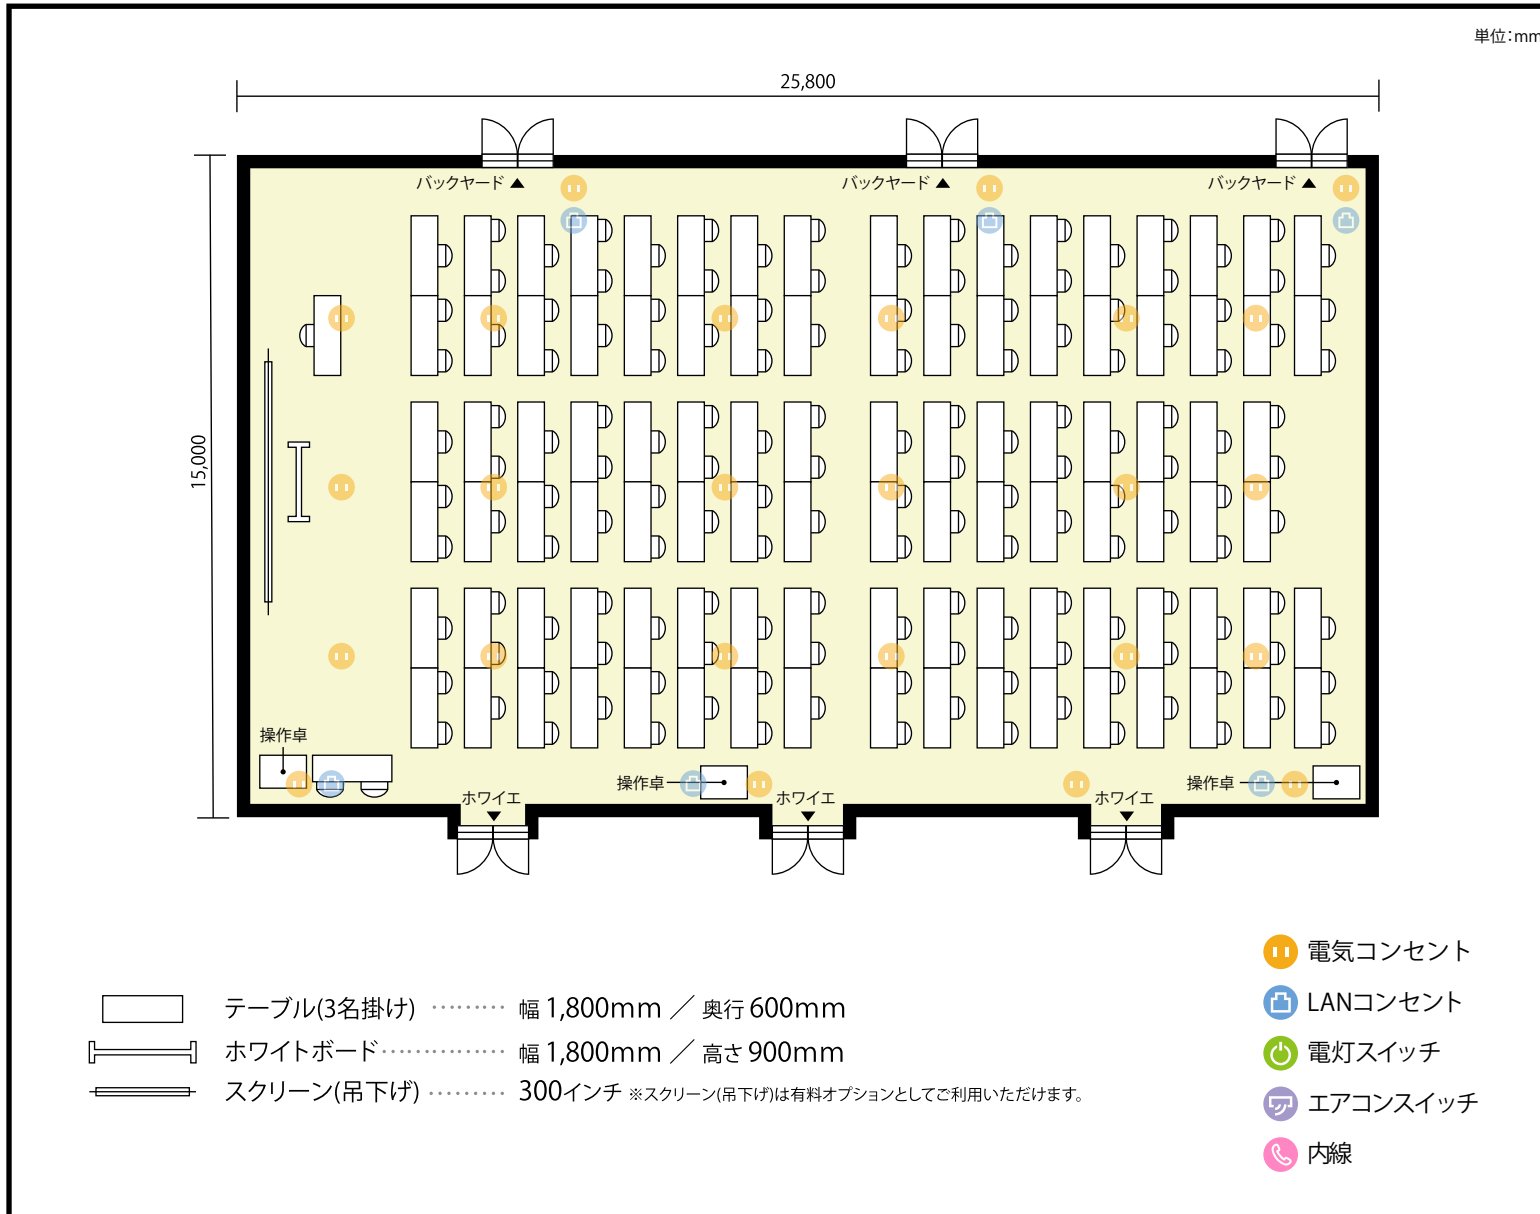 単位：mm
25,800
バックヤード
バックヤード
バックヤード
15,000
操作卓
操作卓
操作卓
ホワイエ
ホワイエ
ホワイエ
電気コンセント
テーブル(3名掛け) ········· 幅 1,800mm ／ 奥行 600mm
LANコンセント
ホワイトボード ··············· 幅 1,800mm ／ 高さ 900mm
電灯スイッチ
スクリーン(吊下げ) ········· 300インチ ※スクリーン(吊下げ)は有料オプションとしてご利用いただけます。
エアコンスイッチ
内線